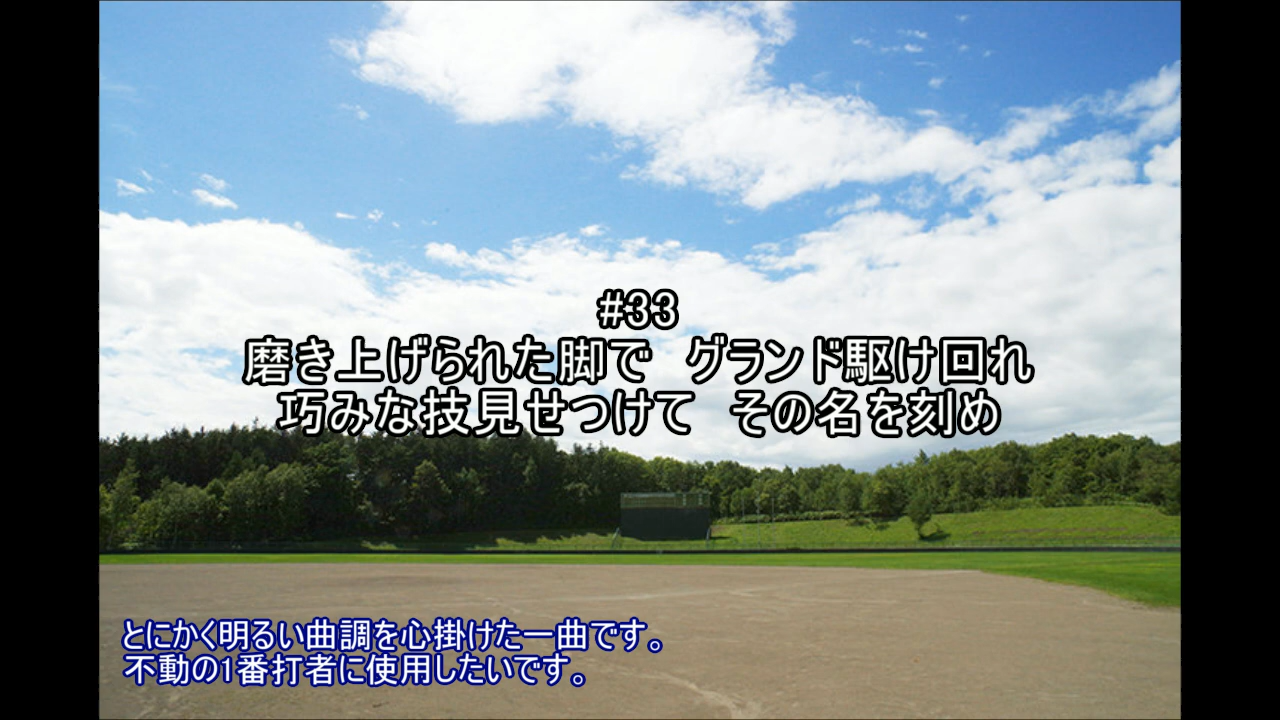 #33
磨き上げられた脚で　グランド駆け回れ
巧みな技見せつけて　その名を刻め
とにかく明るい曲調を心掛けた一曲です。
不動の1番打者に使用したいです。